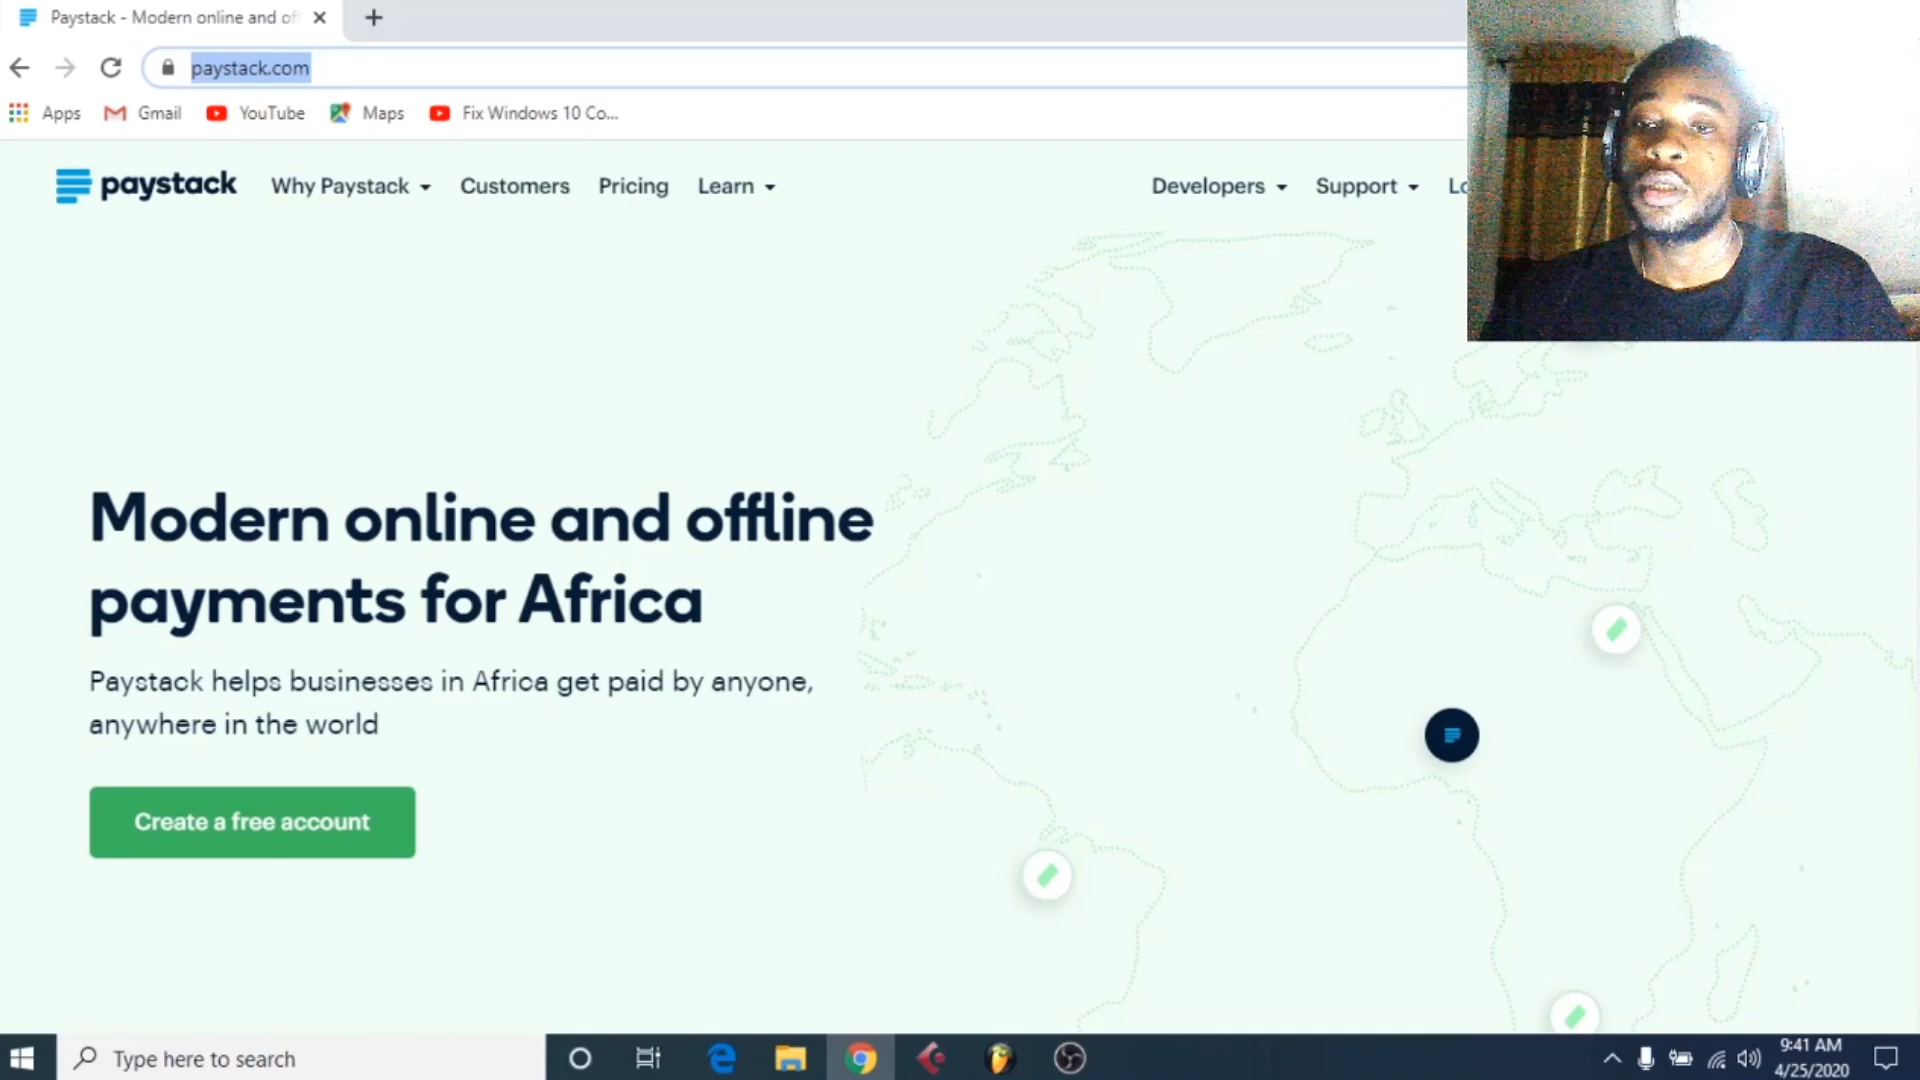 Paystack - Modern online and of
paystack.com
Apps
Gmail
YouTube
Maps
Fix Windows 10 Co...
paystack
Why Paystack
Customers
Pricing
Learn
Developers
Support
Modern online and offline
payments for Africa
Paystack helps businesses in Africa get paid by anyone,
anywhere in the world
Create a free account
Type here to search
9:41 AM
4/25/2020